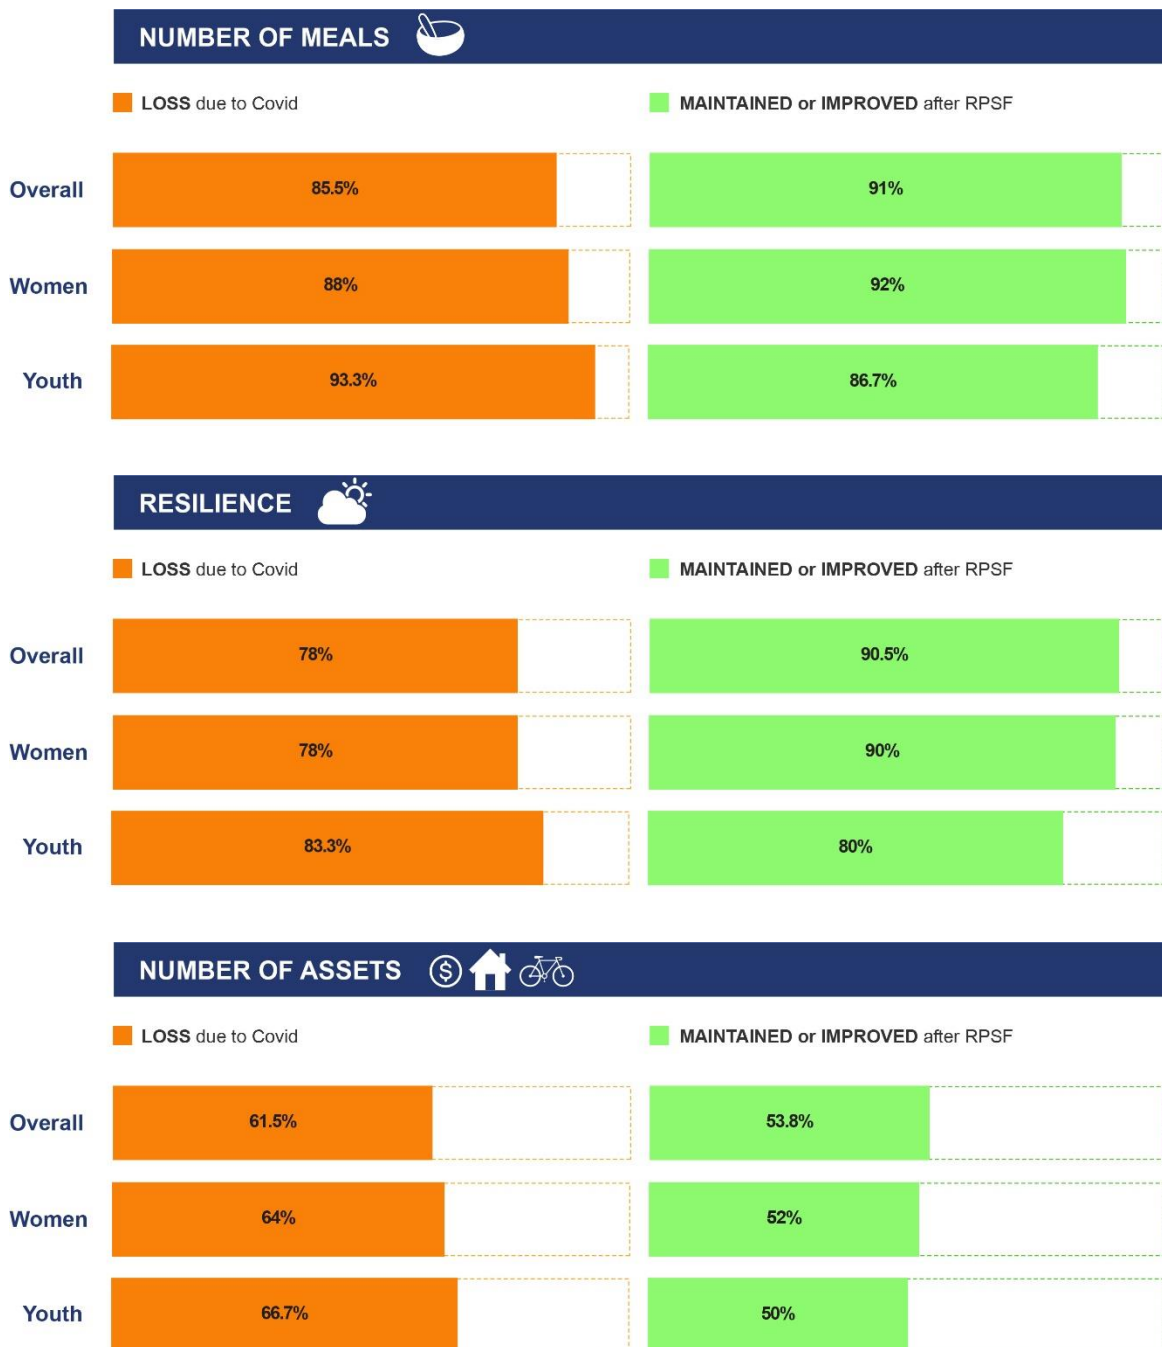 NUMBER OF MEALS
LOSS due to Covid
MAINTAINED or IMPROVED after RPSF
Overall
85.5%
91%
Women
88%
92%
Youth
93.3%
86.7%
RESILIENCE
LOSS due to Covid
MAINTAINED or IMPROVED after RPSF
Overall
78%
90.5%
Women
78%
90%
Youth
83.3%
80%
NUMBER OF ASSETS
$
LOSS due to Covid
MAINTAINED or IMPROVED after RPSF
Overall
61.5%
53.8%
Women
64%
52%
Youth
66.7%
50%